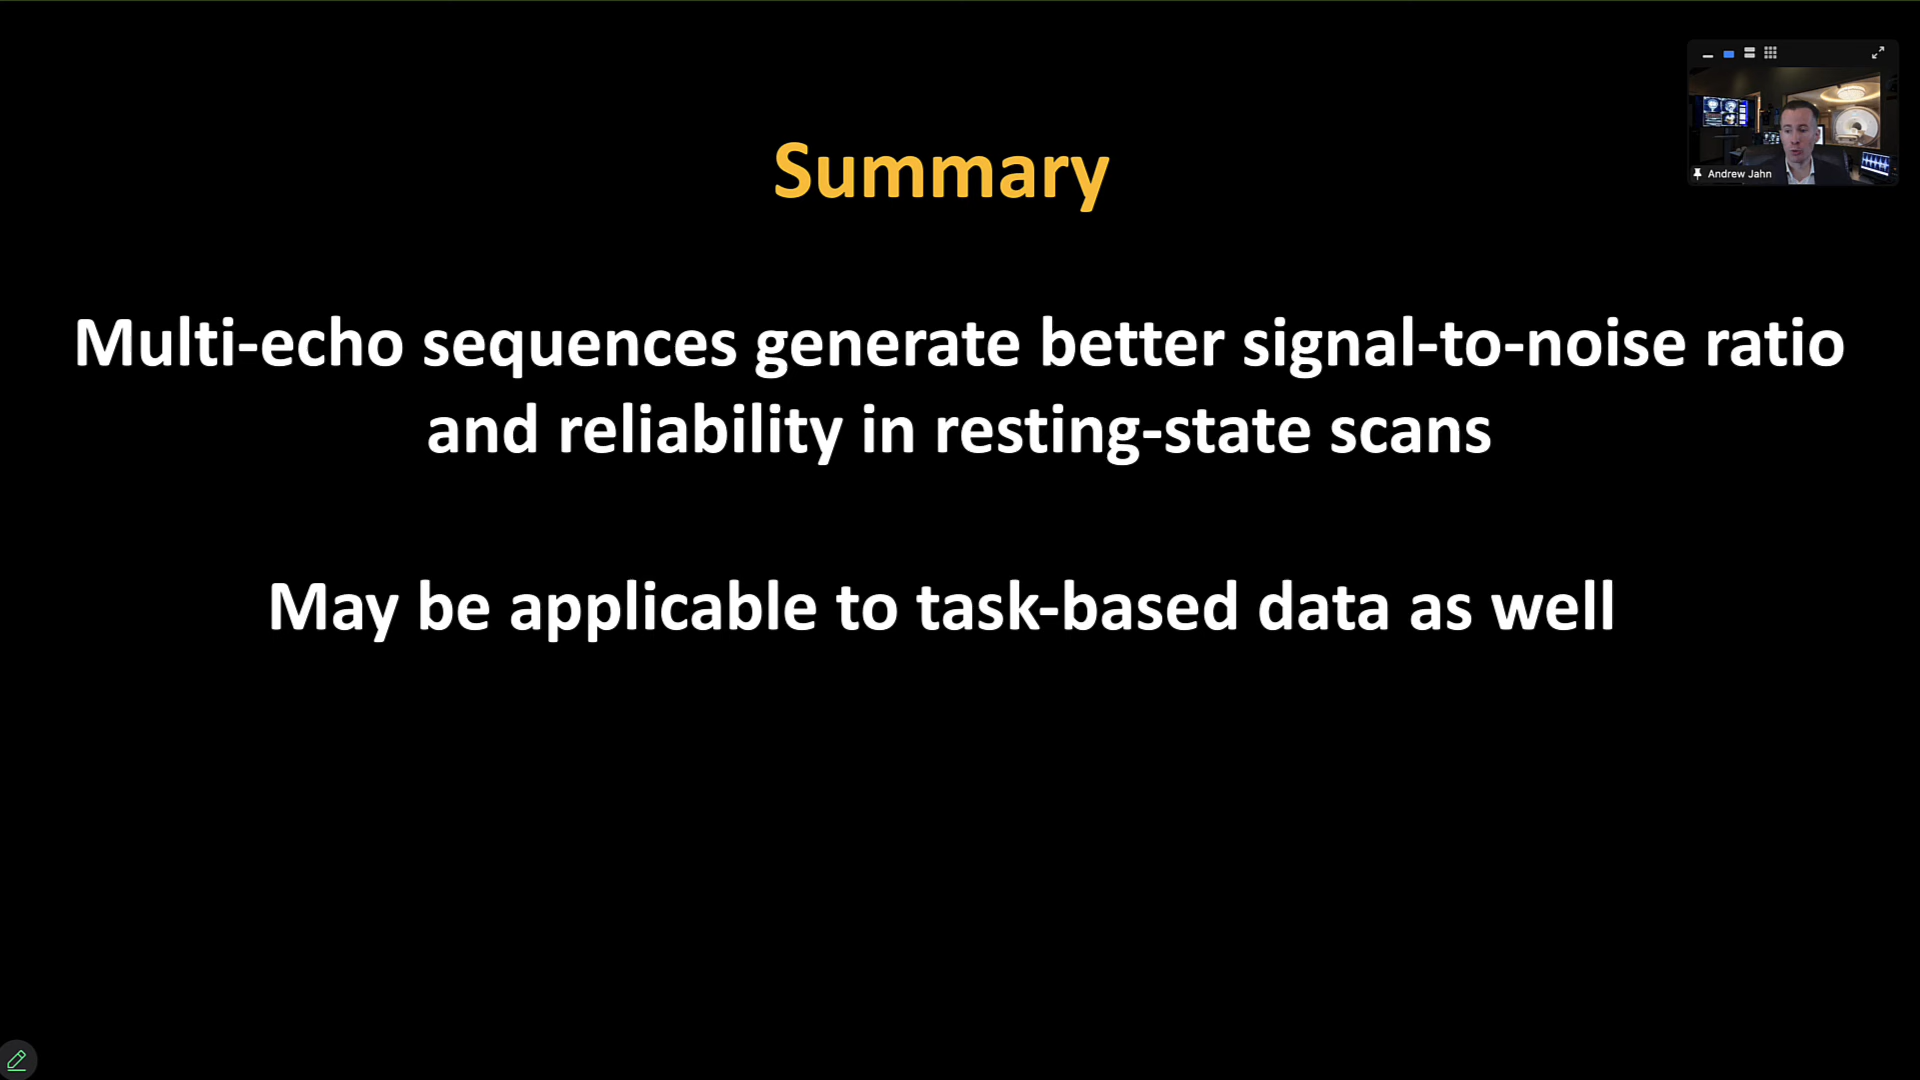 Andrew Jahn
Summary
Multi-echo sequences generate better signal-to-noise ratio
and reliability in resting-state scans
May be applicable to task-based data as well